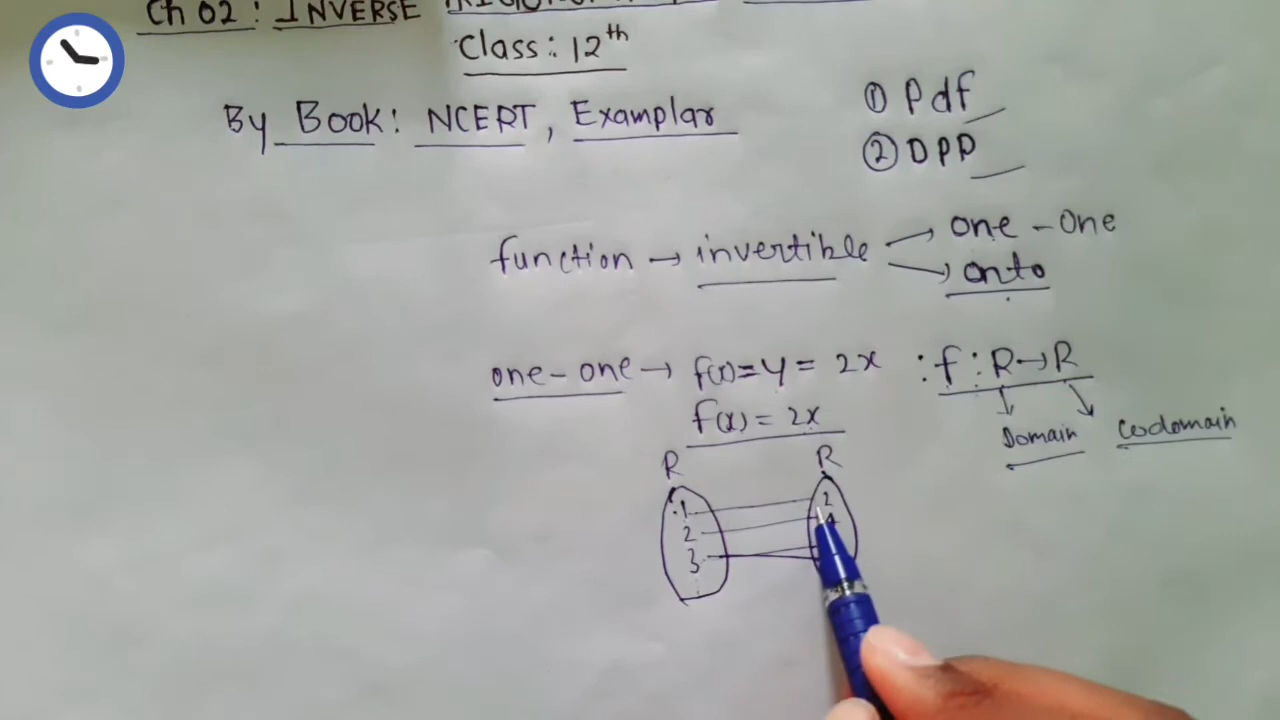 Ch 02 : INVERSE
Class: 12th
By Book: NCERT, Examplar
① Pdf
② DPP
function → invertible → one-One
→ onto
one-one → f(x)=y= 2x : f: R→R
f(x) = 2x
Domain Codomain
R R
1 2
2 4
3